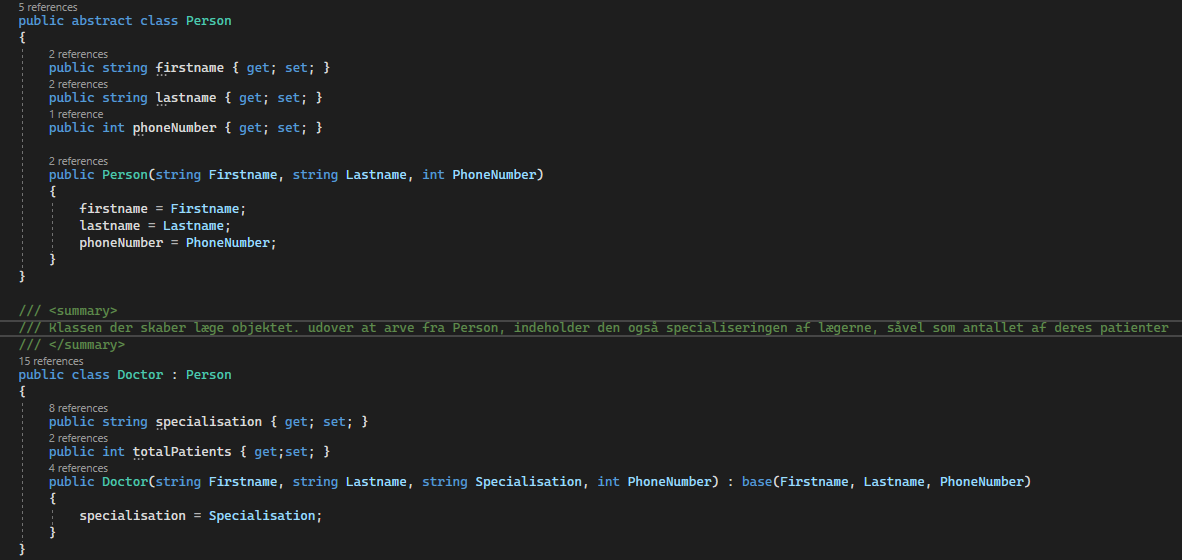 5 references
public abstract class Person
{
2 references
public string firstname { get; set; }
2 references
public string lastname { get; set; }
1 reference
public int phoneNumber { get; set; }
2 references
public Person(string Firstname, string Lastname, int PhoneNumber)
{
firstname = Firstname;
lastname = Lastname;
phoneNumber = PhoneNumber;
}
}
/// <summary>
/// Klassen der skaber læge objektet. udover at arve fra Person, indeholder den også specialiseringen af lægerne, såvel som antallet af deres patienter
/// </summary>
15 references
public class Doctor : Person
{
8 references
public string specialisation { get; set; }
2 references
public int totalPatients { get;set; }
4 references
public Doctor(string Firstname, string Lastname, string Specialisation, int PhoneNumber) : base(Firstname, Lastname, PhoneNumber)
{
specialisation = Specialisation;
}
}